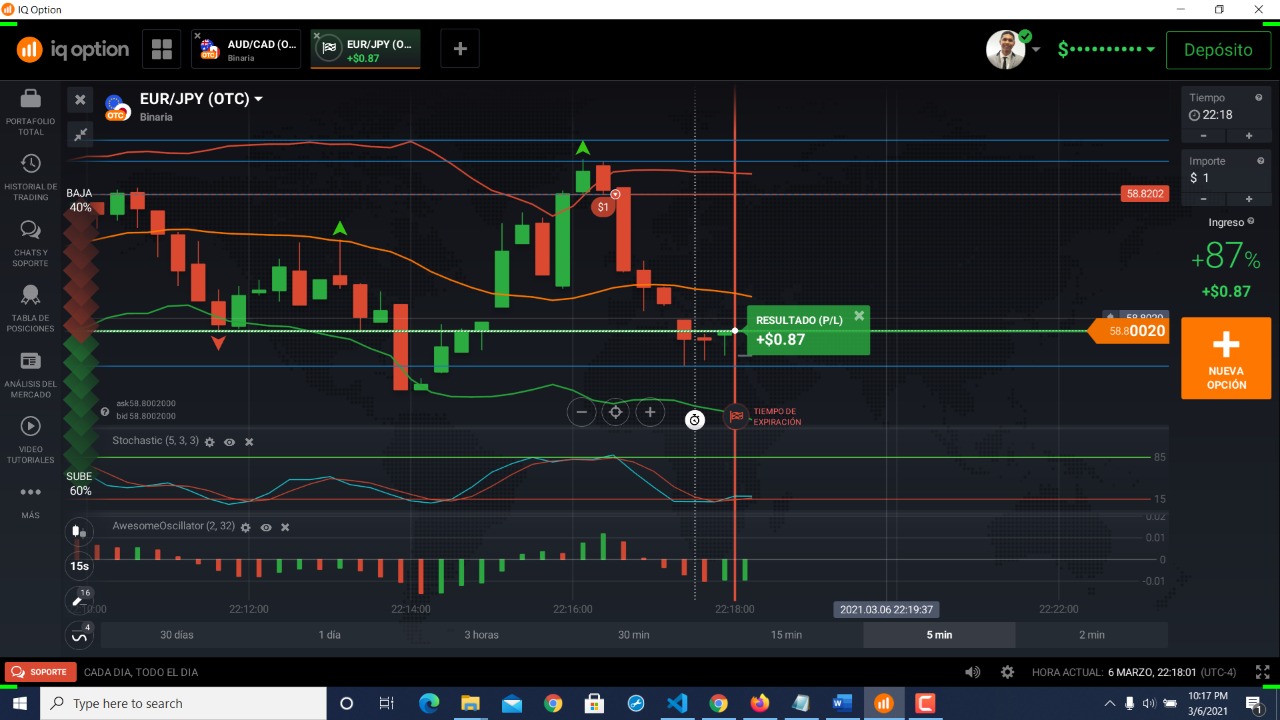 IQ Option
iq option
AUD/CAD (O...
Binaria
EUR/JPY (O...
+$0.87
$••••••••••
Depósito
EUR/JPY (OTC)
Binaria
OTC
PORTAFOLIO
TOTAL
HISTORIAL DE
TRADING
CHATS Y
SOPORTE
TABLA DE
POSICIONES
ANÁLISIS DEL
MERCADO
VIDEO
TUTORIALES
MÁS
BAJA
40%
SUBE
60%
$1
58.8202
58.8020
58.80020
RESULTADO (P/L)
+$0.87
TIEMPO DE
EXPIRACIÓN
ask58.8002000
bid 58.8002000
Stochastic (5, 3, 3)
85
15
AwesomeOscillator (2, 32)
0.02
0.01
0
-0.01
15s
16
4
22:12:00
22:14:00
22:16:00
22:18:00
2021.03.06 22:19:37
22:22:00
30 días
1 día
3 horas
30 min
15 min
5 min
2 min
Tiempo
22:18
- +
Importe
$ 1
- +
Ingreso
+87%
+$0.87
NUEVA
OPCIÓN
SOPORTE
CADA DIA, TODO EL DIA
HORA ACTUAL: 6 MARZO, 22:18:01 (UTC-4)
Type here to search
10:17 PM
3/6/2021